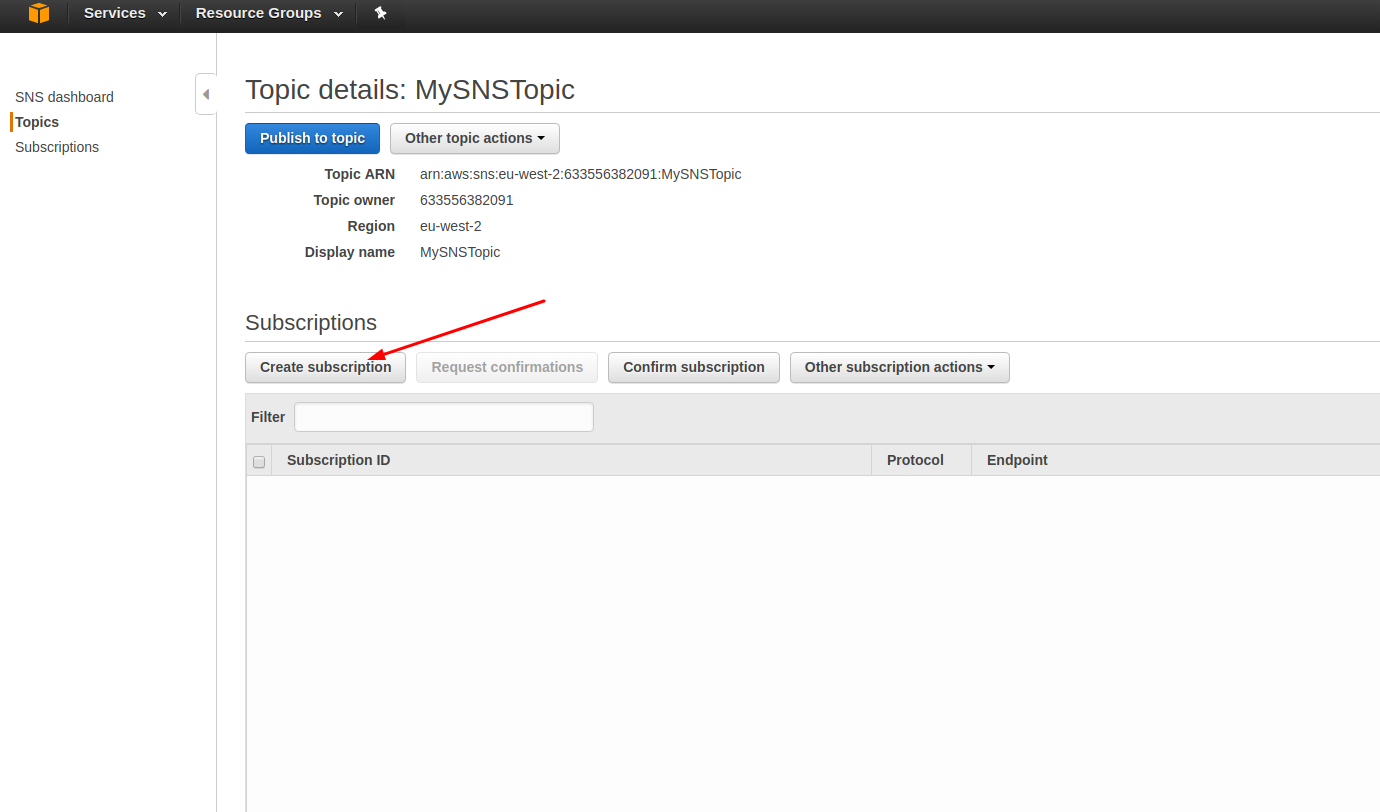 Services Resource Groups
SNS dashboard
Topics
Subscriptions
Topic details: MySNSTopic
Publish to topic Other topic actions
Topic ARN arn:aws:sns:eu-west-2:633556382091:MySNSTopic
Topic owner 633556382091
Region eu-west-2
Display name MySNSTopic
Subscriptions
Create subscription Request confirmations Confirm subscription Other subscription actions
Filter
Subscription ID Protocol Endpoint